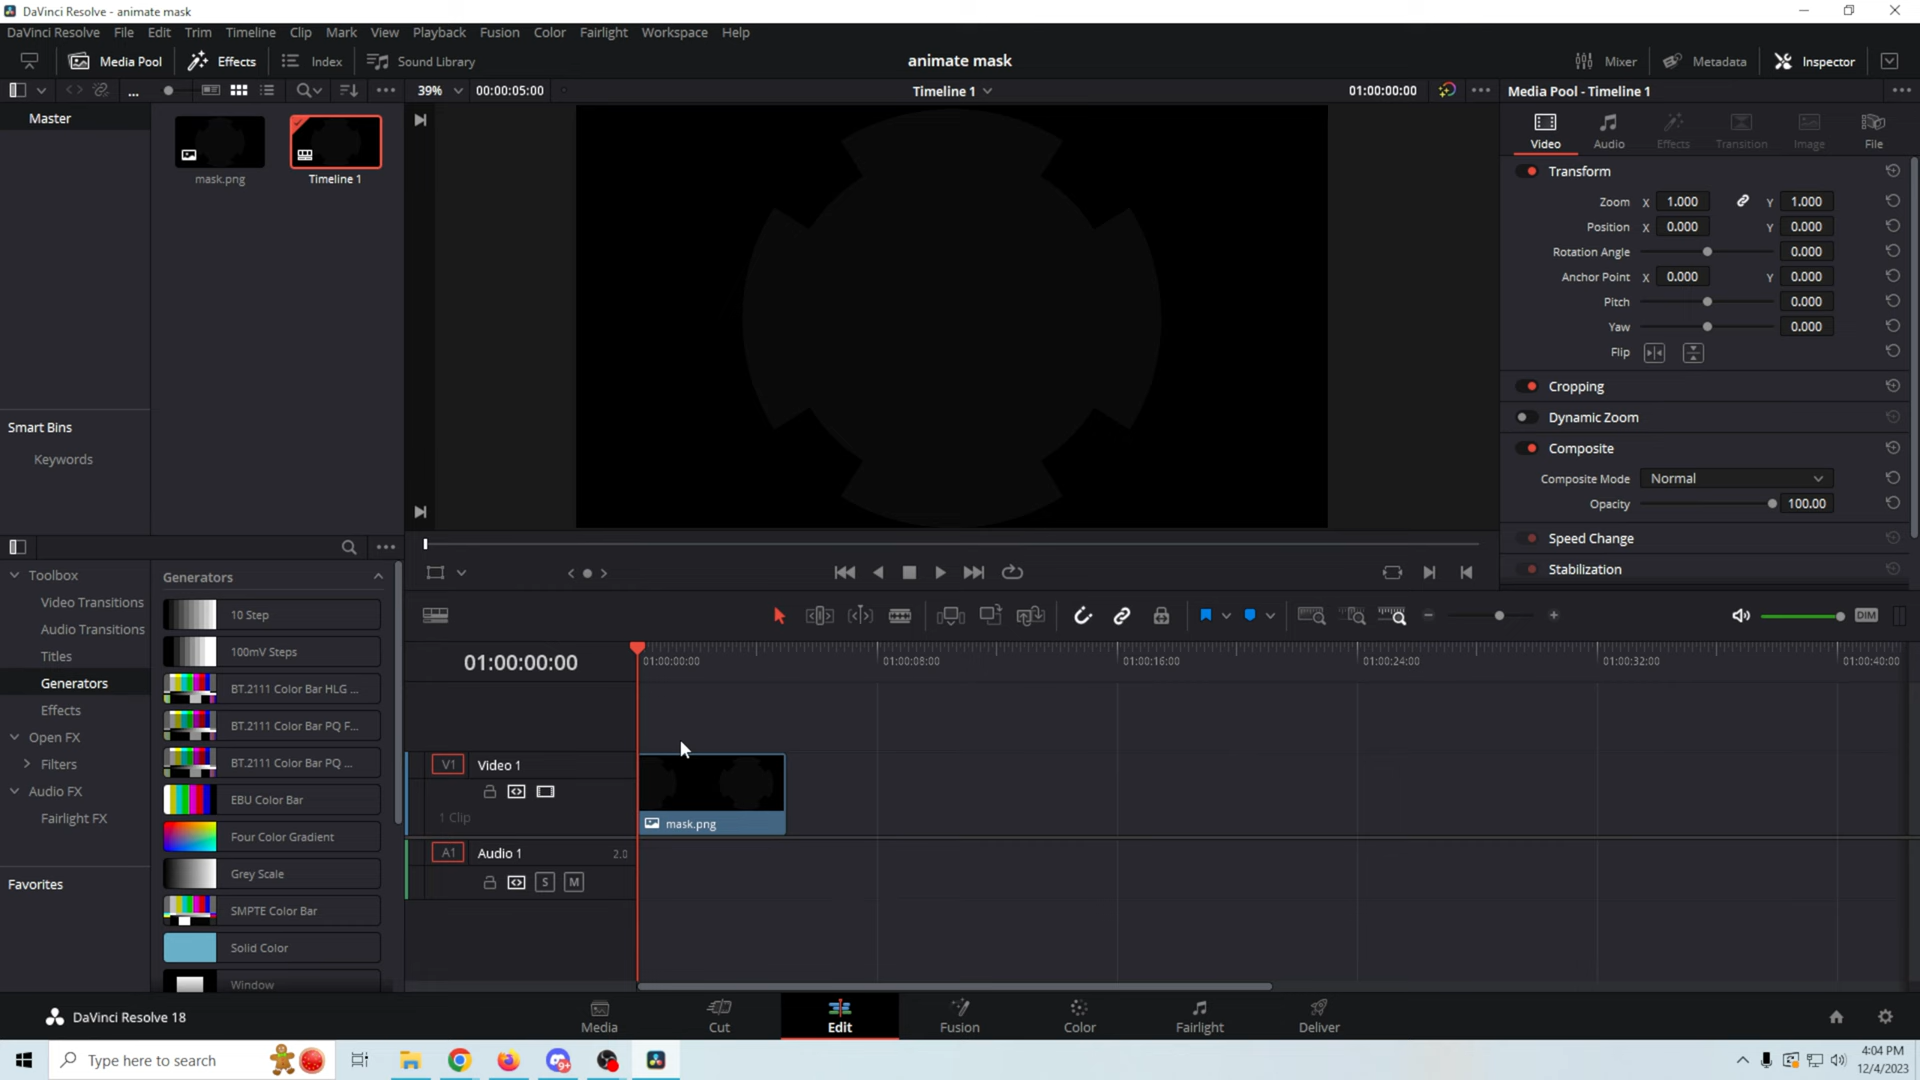 DaVinci Resolve - animate mask
DaVinci Resolve File Edit Trim Timeline Clip Mark View Playback Fusion Color Fairlight Workspace Help
Media Pool Effects Index Sound Library animate mask Mixer Metadata Inspector
39% 00:00:05:00 Timeline 1 01:00:00:00 Media Pool - Timeline 1
Master
mask.png Timeline 1
Video Audio Effects Transition Image File
Transform
Zoom X 1.000 Y 1.000
Position X 0.000 Y 0.000
Rotation Angle 0.000
Anchor Point X 0.000 Y 0.000
Pitch 0.000
Yaw 0.000
Flip
Cropping
Dynamic Zoom
Composite
Composite Mode Normal
Opacity 100.00
Speed Change
Stabilization
Smart Bins
Keywords
Toolbox
Video Transitions
Audio Transitions
Titles
Generators
Effects
Open FX
Filters
Audio FX
Fairlight FX
Favorites
Generators
10 Step
100mV Steps
BT.2111 Color Bar HLG ...
BT.2111 Color Bar PQ F...
BT.2111 Color Bar PQ ...
EBU Color Bar
Four Color Gradient
Grey Scale
SMPTE Color Bar
Solid Color
Window
DIM
01:00:00:00 01:00:00:00 01:00:08:00 01:00:16:00 01:00:24:00 01:00:32:00 01:00:40:00
V1 Video 1
1 Clip
mask.png
A1 Audio 1 2.0
S M
DaVinci Resolve 18
Media Cut Edit Fusion Color Fairlight Deliver
Type here to search
9+
4:04 PM
12/4/2023